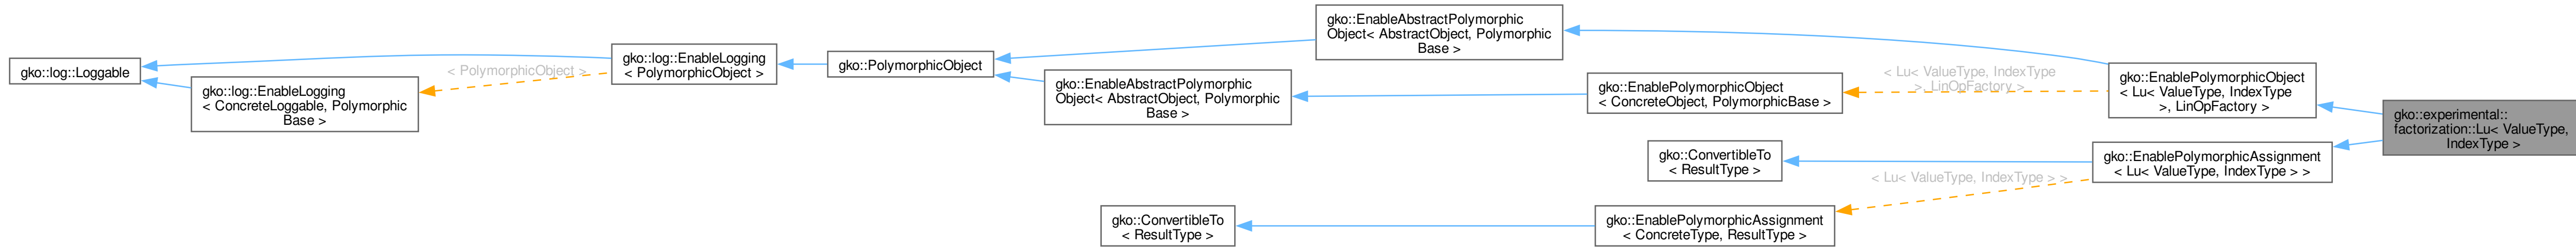 gko::log::Loggable
gko::log::EnableLogging
< ConcreteLoggable, Polymorphic
Base >
< PolymorphicObject >
gko::log::EnableLogging
< PolymorphicObject >
gko::PolymorphicObject
gko::EnableAbstractPolymorphic
Object< AbstractObject, Polymorphic
Base >
gko::EnableAbstractPolymorphic
Object< AbstractObject, Polymorphic
Base >
gko::EnablePolymorphicObject
< ConcreteObject, PolymorphicBase >
< Lu< ValueType, IndexType
>, LinOpFactory >
gko::EnablePolymorphicObject
< Lu< ValueType, IndexType
>, LinOpFactory >
gko::experimental::
factorization::Lu< ValueType,
IndexType >
gko::ConvertibleTo
< ResultType >
gko::EnablePolymorphicAssignment
< Lu< ValueType, IndexType > >
< Lu< ValueType, IndexType > >
gko::ConvertibleTo
< ResultType >
gko::EnablePolymorphicAssignment
< ConcreteType, ResultType >